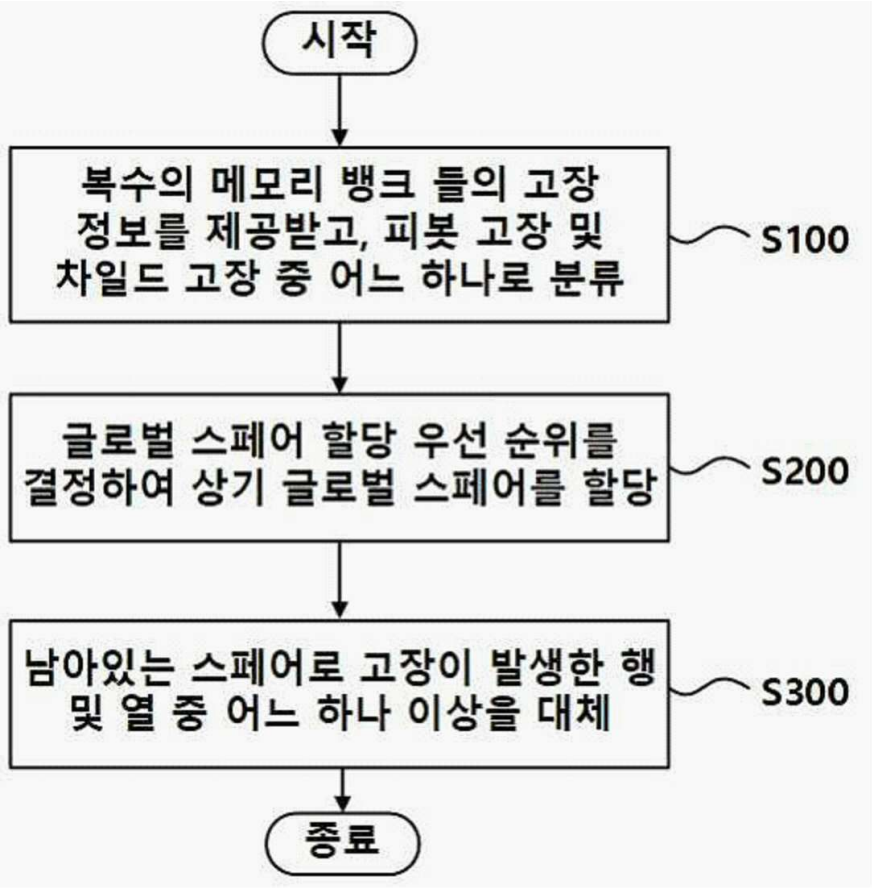 시작
복수의 메모리 뱅크 들의 고장
정보를 제공받고, 피봇 고장 및
차일드 고장 중 어느 하나로 분류
S100
글로벌 스페어 할당 우선 순위를
결정하여 상기 글로벌 스페어를 할당
S200
남아있는 스페어로 고장이 발생한 행
및 열 중 어느 하나 이상을 대체
S300
종료